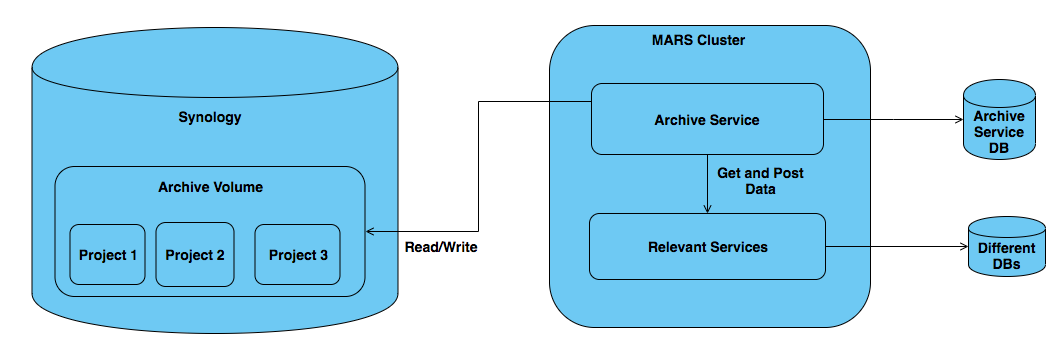 Synology
Archive Volume
Project 1
Project 2
Project 3
Read/Write
MARS Cluster
Archive Service
Get and Post
Data
Relevant Services
Archive
Service
DB
Different
DBs